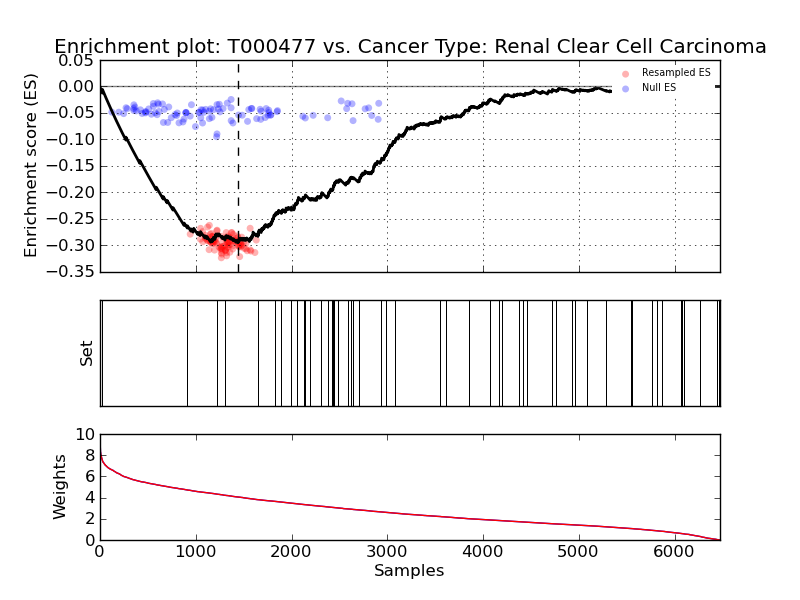 Enrichment plot: T000477 vs. Cancer Type: Renal Clear Cell Carcinoma
Enrichment score (ES)
0.05
0.00
−0.05
−0.10
−0.15
−0.20
−0.25
−0.30
−0.35
Resampled ES
Null ES
Set
Weights
10
8
6
4
2
0
0 1000 2000 3000 4000 5000 6000
Samples